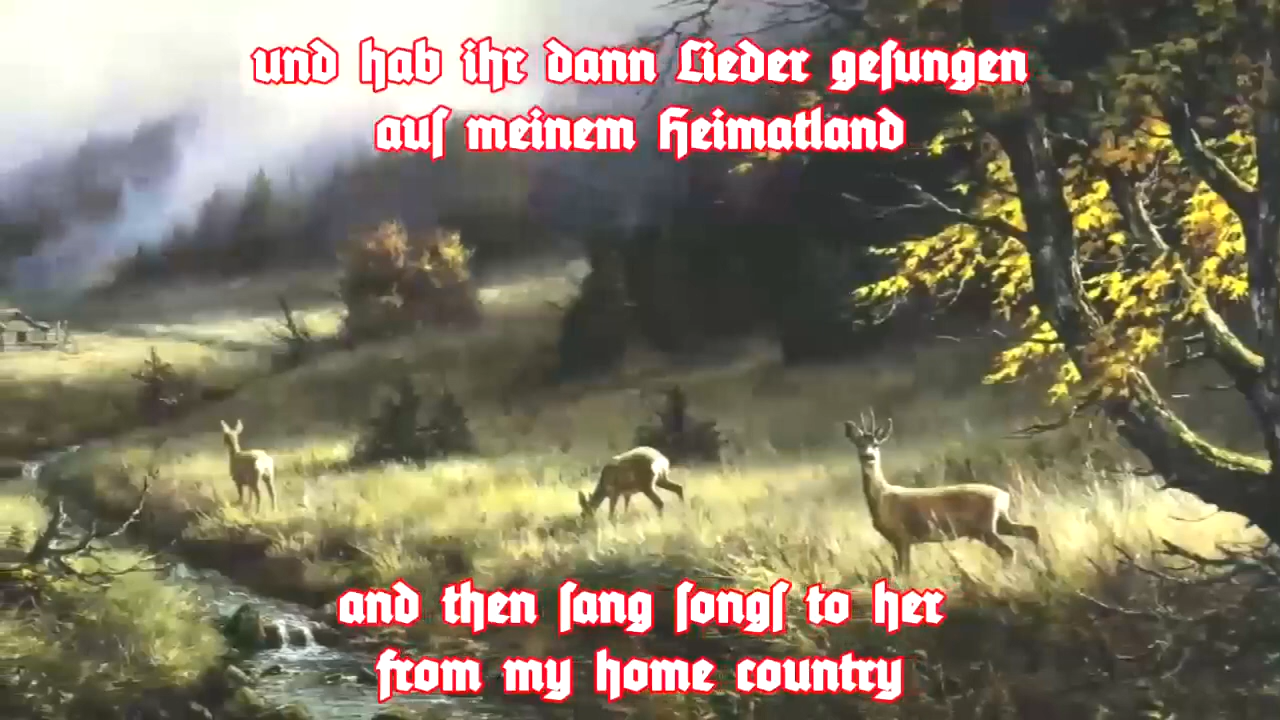 und hab ihr dann Lieder geſungen
auſ meinem Heimatland
and then ſang ſongſ to her
from my home country